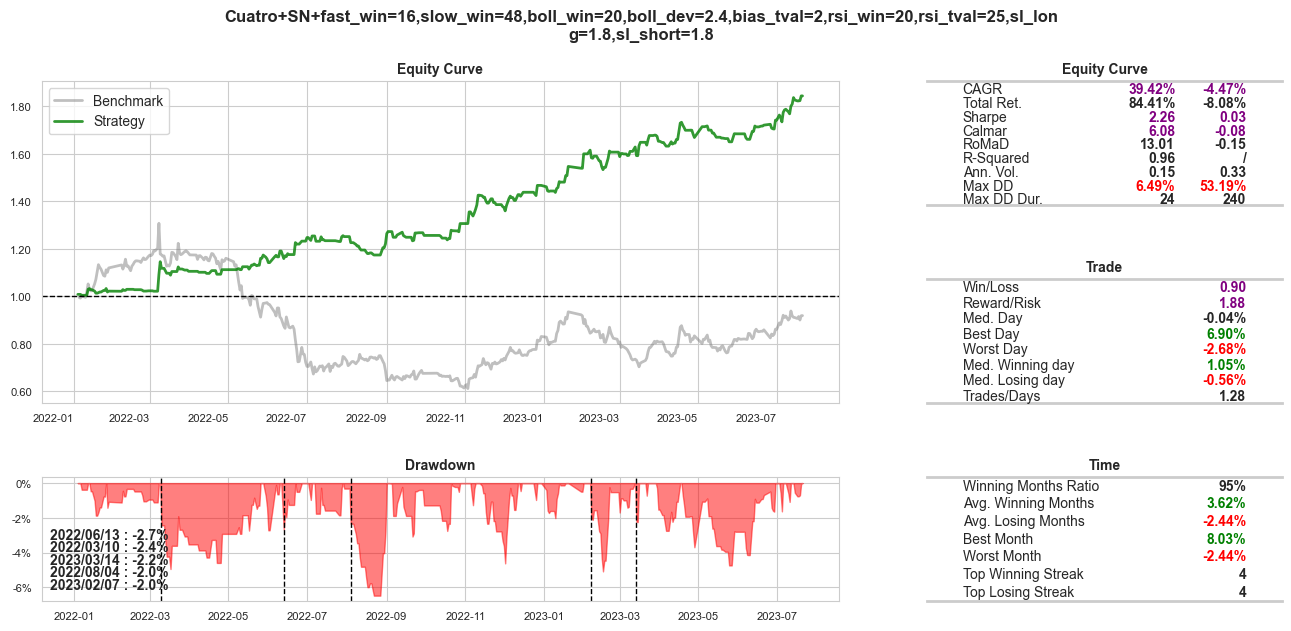 Cuatro+SN+fast_win=16,slow_win=48,boll_win=20,boll_dev=2.4,bias_tval=2,rsi_win=20,rsi_tval=25,sl_lon
g=1.8,sl_short=1.8
Equity Curve
Benchmark
Strategy
1.80
1.60
1.40
1.20
1.00
0.80
0.60
2022-01 2022-03 2022-05 2022-07 2022-09 2022-11 2023-01 2023-03 2023-05 2023-07
Equity Curve
CAGR 39.42% -4.47%
Total Ret. 84.41% -8.08%
Sharpe 2.26 0.03
Calmar 6.08 -0.08
RoMaD 13.01 -0.15
R-Squared 0.96 /
Ann. Vol. 0.15 0.33
Max DD 6.49% 53.19%
Max DD Dur. 24 240
Trade
Win/Loss 0.90
Reward/Risk 1.88
Med. Day -0.04%
Best Day 6.90%
Worst Day -2.68%
Med. Winning day 1.05%
Med. Losing day -0.56%
Trades/Days 1.28
Drawdown
0%
-2%
-4%
-6%
2022/06/13 : -2.7%
2022/03/10 : -2.4%
2023/03/14 : -2.2%
2022/08/04 : -2.0%
2023/02/07 : -2.0%
2022-01 2022-03 2022-05 2022-07 2022-09 2022-11 2023-01 2023-03 2023-05 2023-07
Time
Winning Months Ratio 95%
Avg. Winning Months 3.62%
Avg. Losing Months -2.44%
Best Month 8.03%
Worst Month -2.44%
Top Winning Streak 4
Top Losing Streak 4